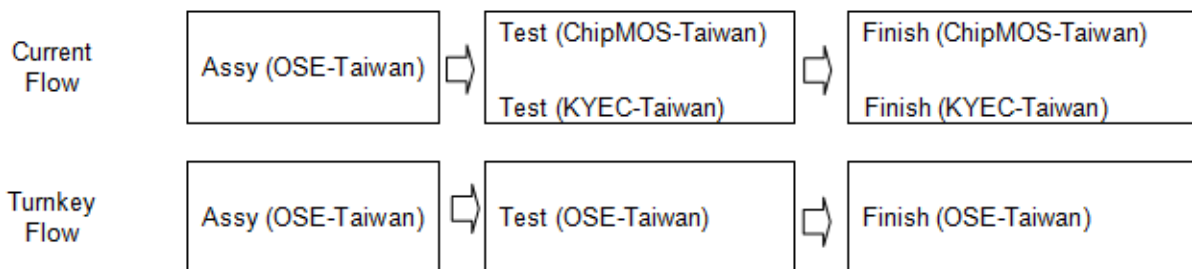 Current
Flow
Assy (OSE-Taiwan)
Test (ChipMOS-Taiwan)
Test (KYEC-Taiwan)
Finish (ChipMOS-Taiwan)
Finish (KYEC-Taiwan)
Turnkey
Flow
Assy (OSE-Taiwan)
Test (OSE-Taiwan)
Finish (OSE-Taiwan)